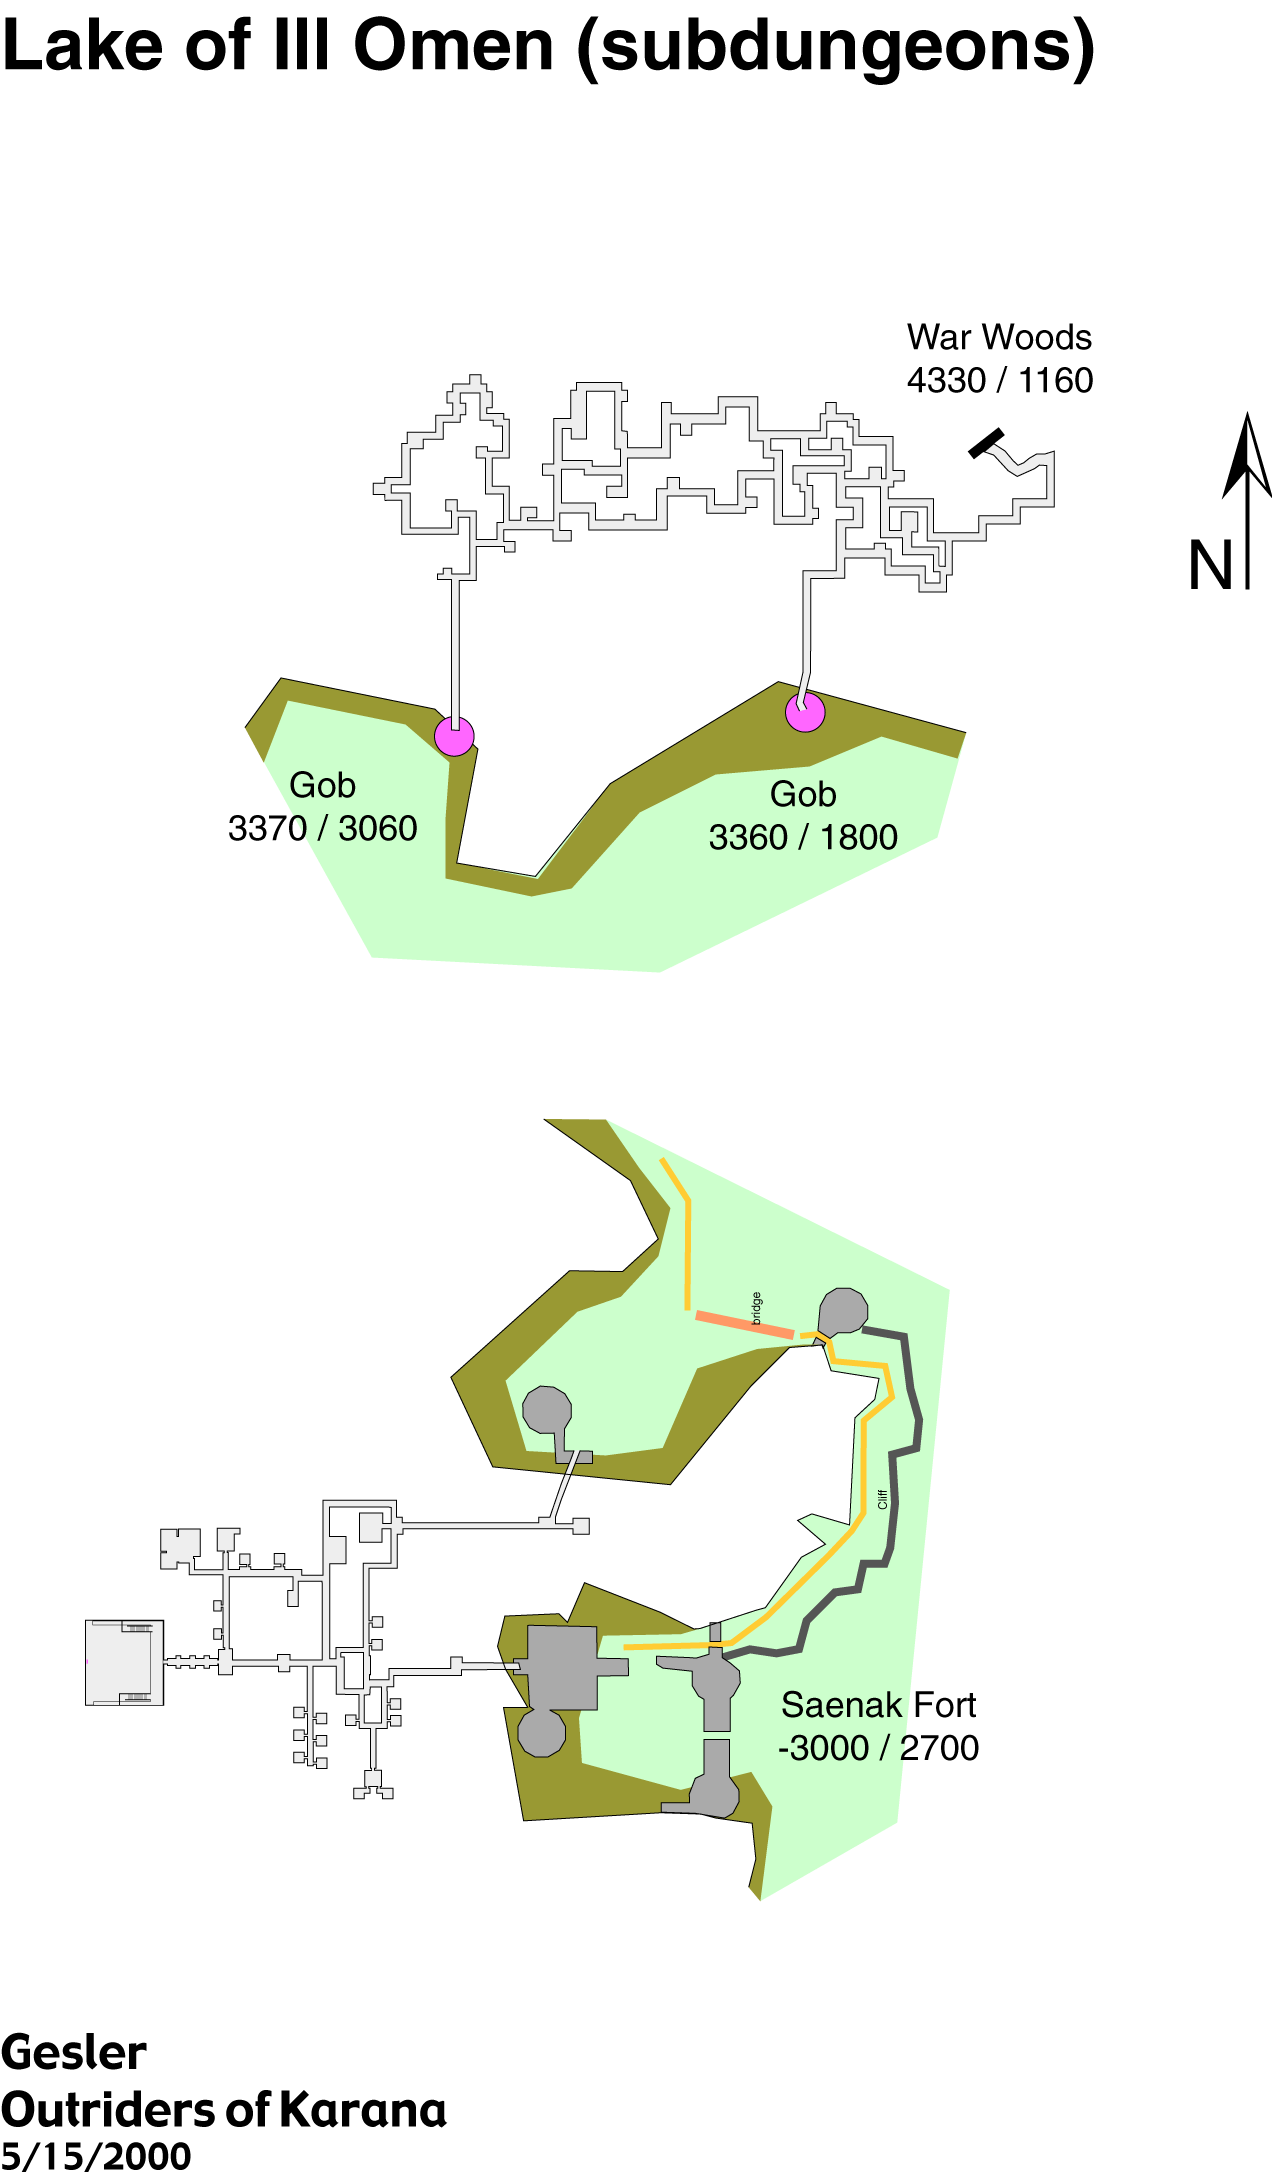 Lake of Ill Omen (subdungeons)
War Woods
4330 / 1160
N
Gob
3370 / 3060
Gob
3360 / 1800
bridge
Cliff
Saenak Fort
-3000 / 2700
Gesler
Outriders of Karana
5/15/2000